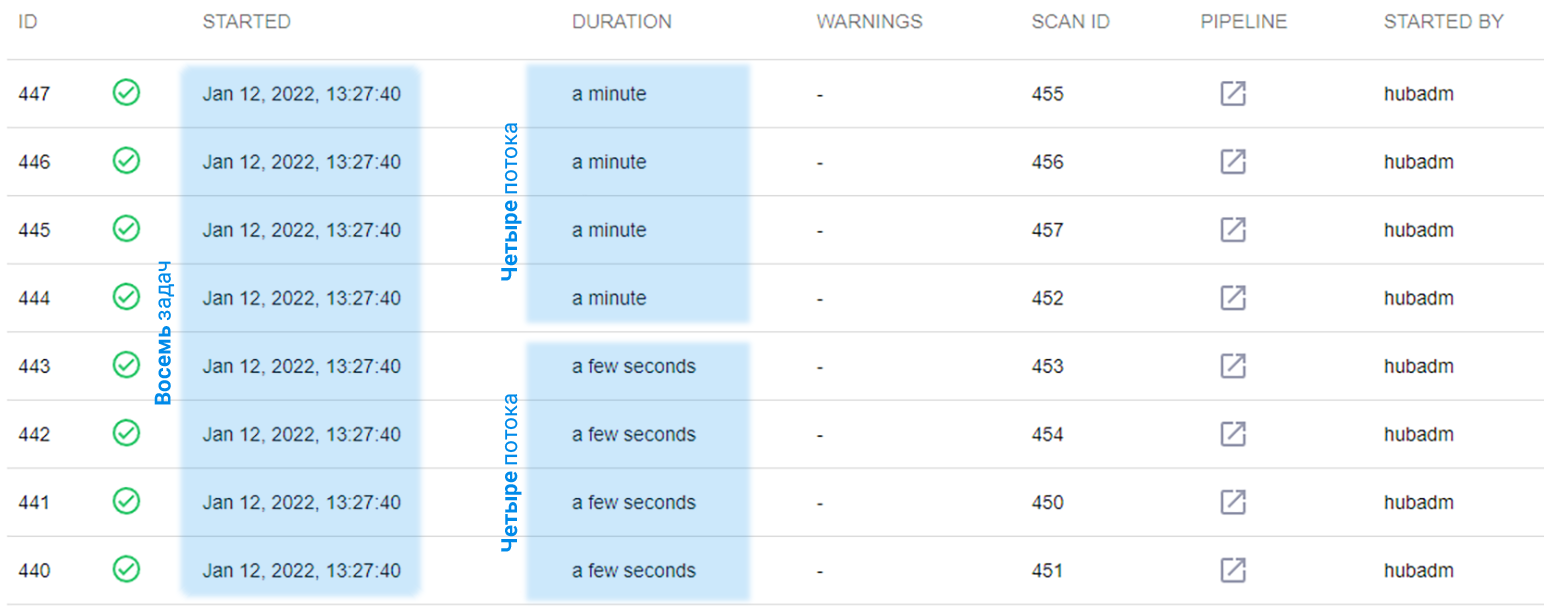 ID STARTED DURATION WARNINGS SCAN ID PIPELINE STARTED BY
447 Jan 12, 2022, 13:27:40 a minute - 455 hubadm
446 Jan 12, 2022, 13:27:40 a minute - 456 hubadm
445 Jan 12, 2022, 13:27:40 a minute - 457 hubadm
444 Jan 12, 2022, 13:27:40 a minute - 452 hubadm
443 Jan 12, 2022, 13:27:40 a few seconds - 453 hubadm
442 Jan 12, 2022, 13:27:40 a few seconds - 454 hubadm
441 Jan 12, 2022, 13:27:40 a few seconds - 450 hubadm
440 Jan 12, 2022, 13:27:40 a few seconds - 451 hubadm
Восемь задач
Четыре потока
Четыре потока